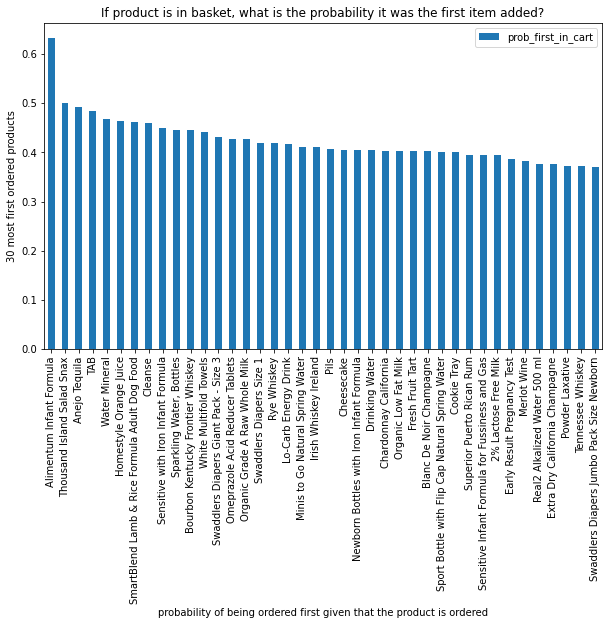 If product is in basket, what is the probability it was the first item added?
prob_first_in_cart
30 most first ordered products
0.6
0.5
0.4
0.3
0.2
0.1
0.0
Alimentum Infant Formula
Thousand Island Salad Snax
Anejo Tequila
TAB
Water Mineral
Homestyle Orange Juice
SmartBlend Lamb & Rice Formula Adult Dog Food
Cleanse
Sensitive with Iron Infant Formula
Sparkling Water, Bottles
Bourbon Kentucky Frontier Whiskey
White Multifold Towels
Swaddlers Diapers Giant Pack - Size 3
Omeprazole Acid Reducer Tablets
Organic Grade A Raw Whole Milk
Swaddlers Diapers Size 1
Rye Whiskey
Lo-Carb Energy Drink
Minis to Go Natural Spring Water
Irish Whiskey Ireland
Pils
Cheesecake
Newborn Bottles with Iron Infant Formula
Drinking Water
Chardonnay California
Organic Low Fat Milk
Fresh Fruit Tart
Blanc De Noir Champagne
Sport Bottle with Flip Cap Natural Spring Water
Cookie Tray
Superior Puerto Rican Rum
Sensitive Infant Formula for Fussiness and Gas
2% Lactose Free Milk
Early Result Pregnancy Test
Merlot Wine
Real2 Alkalized Water 500 ml
Extra Dry California Champagne
Powder Laxative
Tennessee Whiskey
Swaddlers Diapers Jumbo Pack Size Newborn
probability of being ordered first given that the product is ordered